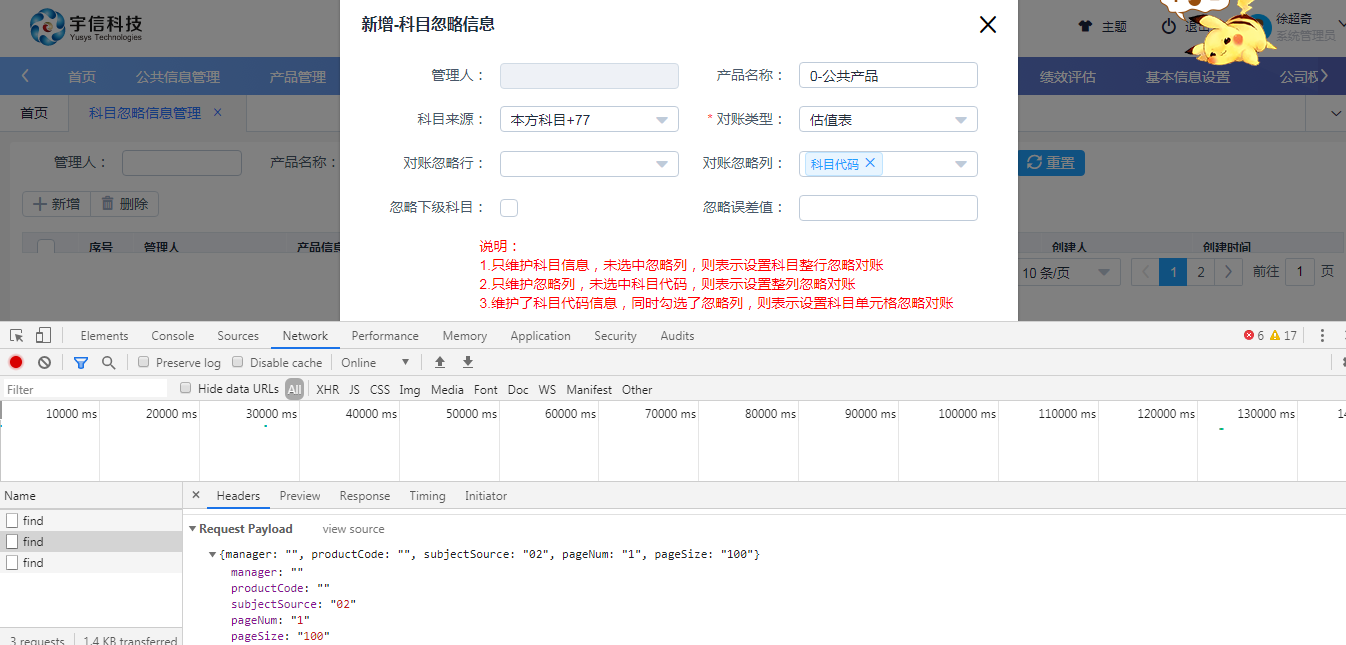 宇信科技
Yusys Technologies
新增-科目忽略信息
主题
徐超奇
系统管理员
首页 公共信息管理 产品管理 绩效评估 基本信息设置 公司权
首页 科目忽略信息管理
管理人： 产品名称： 重置
新增 删除
序号 管理人 产品信息 创建人 创建时间
10 条/页 1 2 前往 1 页
管理人： 产品名称： 0-公共产品
科目来源： 本方科目+77 * 对账类型： 估值表
对账忽略行： 对账忽略列： 科目代码
忽略下级科目： 忽略误差值：
说明：
1.只维护科目信息，未选中忽略列，则表示设置科目整行忽略对账
2.只维护忽略列，未选中科目代码，则表示设置整列忽略对账
3.维护了科目代码信息，同时勾选了忽略列，则表示设置科目单元格忽略对账
Elements Console Sources Network Performance Memory Application Security Audits 6 17
Preserve log Disable cache Online
Filter Hide data URLs All XHR JS CSS Img Media Font Doc WS Manifest Other
10000 ms 20000 ms 30000 ms 40000 ms 50000 ms 60000 ms 70000 ms 80000 ms 90000 ms 100000 ms 110000 ms 120000 ms 130000 ms 14
Name Headers Preview Response Timing Initiator
find
find
find
Request Payload view source
{manager: "", productCode: "", subjectSource: "02", pageNum: "1", pageSize: "100"}
manager: ""
productCode: ""
subjectSource: "02"
pageNum: "1"
pageSize: "100"
3 requests 1.4 KB transferred